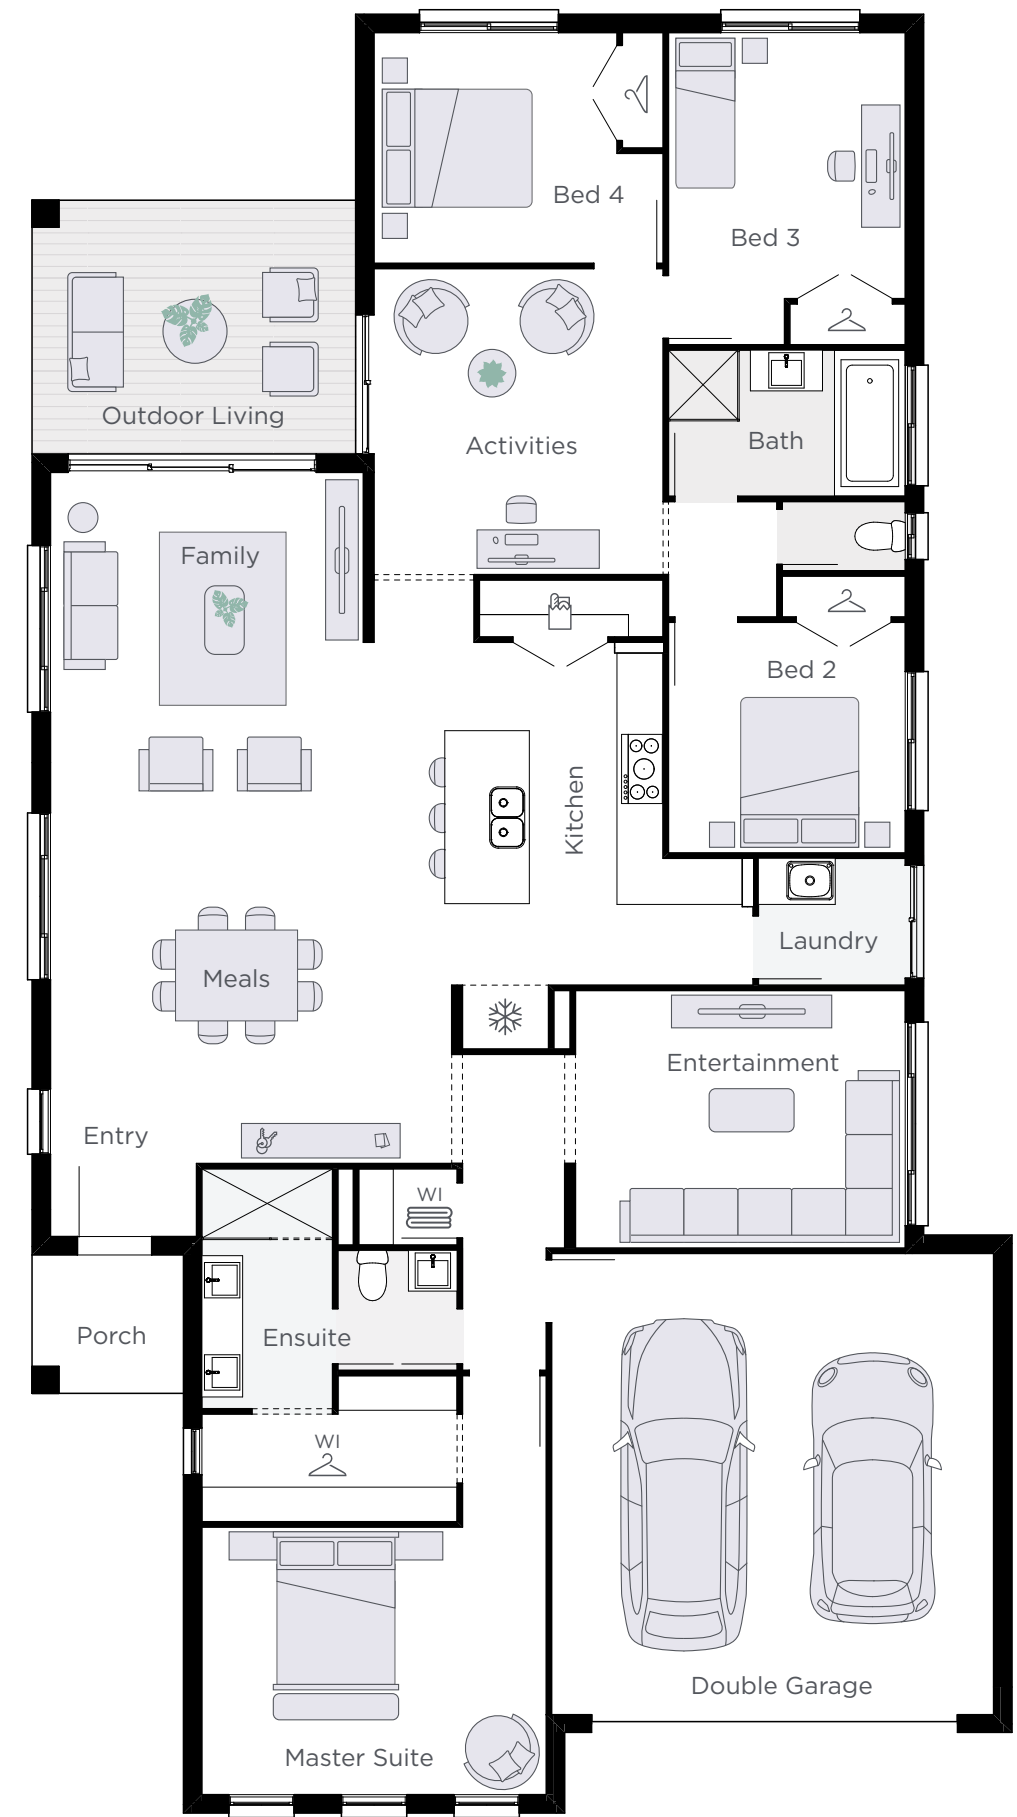 Bed 4
Bed 3
Outdoor Living
Activities
Bath
Family
Bed 2
Kitchen
Laundry
Meals
Entertainment
Entry
WI
Porch
Ensuite
WI
Double Garage
Master Suite